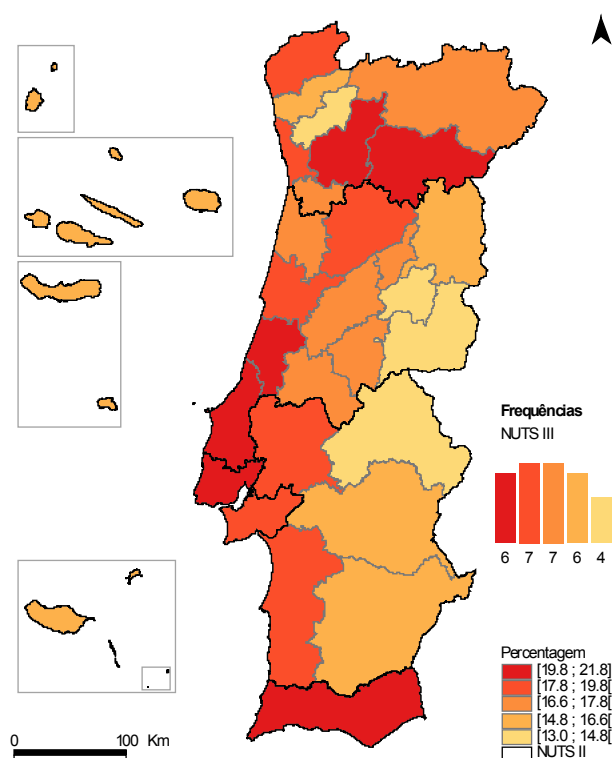 Frequências
NUTS III
6 7 7 6 4
Percentagem
[19.8 ; 21.8]
[17.8 ; 19.8[
[16.6 ; 17.8[
[14.8 ; 16.6[
[13.0 ; 14.8[
NUTS II
0 100 Km